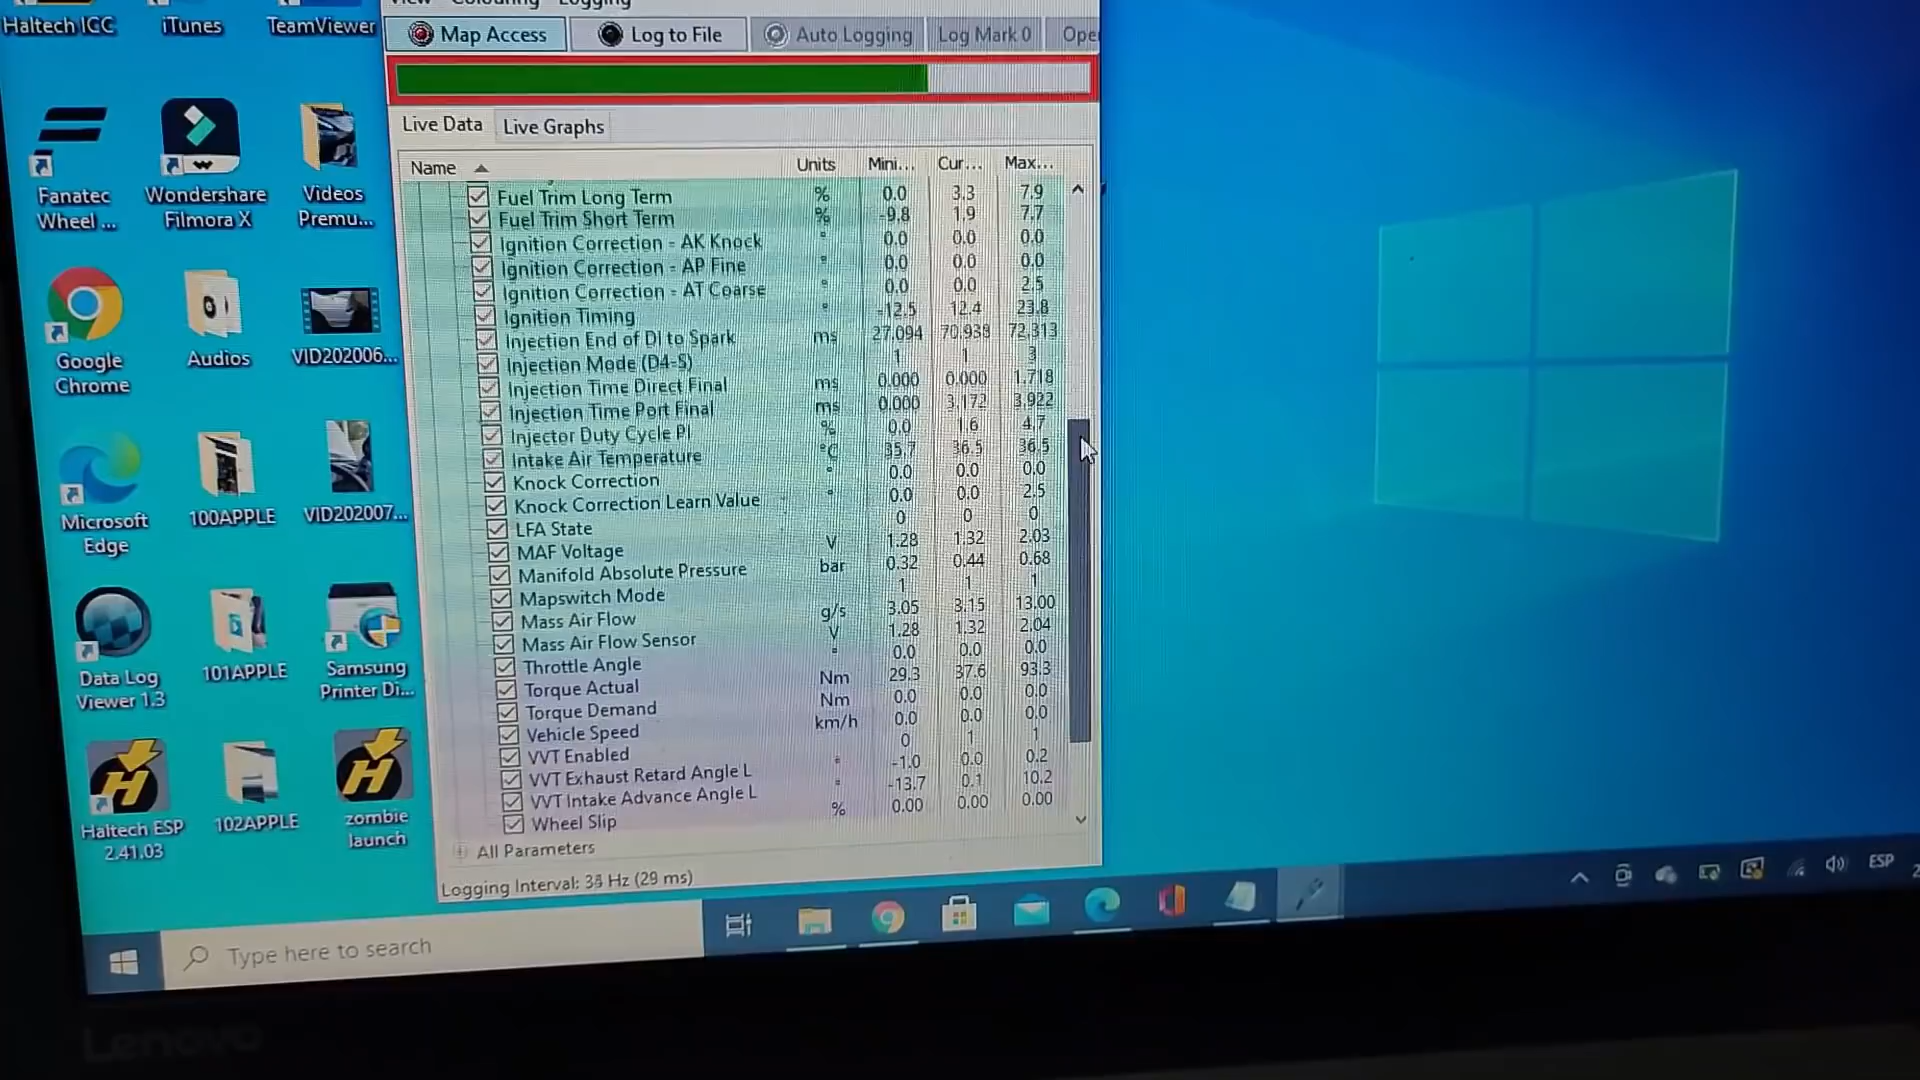 Haltech ICC
iTunes
TeamViewer
View Colouring Logging
Map Access
Log to File
Auto Logging
Log Mark 0
Live Data
Live Graphs
Name Units Mini... Cur... Max...
Fuel Trim Long Term % 0.0 3.3 7.9
Fuel Trim Short Term % -9.8 1.9 7.7
Ignition Correction - AK Knock ° 0.0 0.0 0.0
Ignition Correction - AP Fine ° 0.0 0.0 0.0
Ignition Correction - AT Coarse ° 0.0 0.0 2.5
Ignition Timing ° -12.5 12.4 23.8
Injection End of DI to Spark ms 27.094 70.938 72.313
Injection Mode (D4-S) 1 1 3
Injection Time Direct Final ms 0.000 0.000 1.718
Injection Time Port Final ms 0.000 3.172 3.922
Injector Duty Cycle PI % 0.0 1.6 4.7
Intake Air Temperature °C 35.7 36.5 36.5
Knock Correction ° 0.0 0.0 0.0
Knock Correction Learn Value ° 0.0 0.0 2.5
LFA State 0 0 0
MAF Voltage V 1.28 1.32 2.03
Manifold Absolute Pressure bar 0.32 0.44 0.68
Mapswitch Mode 1 1 1
Mass Air Flow g/s 3.05 3.15 13.00
Mass Air Flow Sensor V 1.28 1.32 2.04
Throttle Angle ° 0.0 0.0 0.0
Torque Actual Nm 29.3 37.6 93.3
Torque Demand Nm 0.0 0.0 0.0
Vehicle Speed km/h 0.0 0.0 0.0
VVT Enabled 0 1 1
VVT Exhaust Retard Angle L ° -1.0 0.0 0.2
VVT Intake Advance Angle L ° -13.7 0.1 10.2
Wheel Slip % 0.00 0.00 0.00
All Parameters
Logging Interval: 34 Hz (29 ms)
Fanatec
Wheel ...
Wondershare
Filmora X
Videos
Premu...
Google
Chrome
Audios
VID202006...
Microsoft
Edge
100APPLE
VID202007...
Data Log
Viewer 1.3
101APPLE
Samsung
Printer Di...
Haltech ESP
2.41.03
102APPLE
zombie
launch
Type here to search
ESP
Lenovo